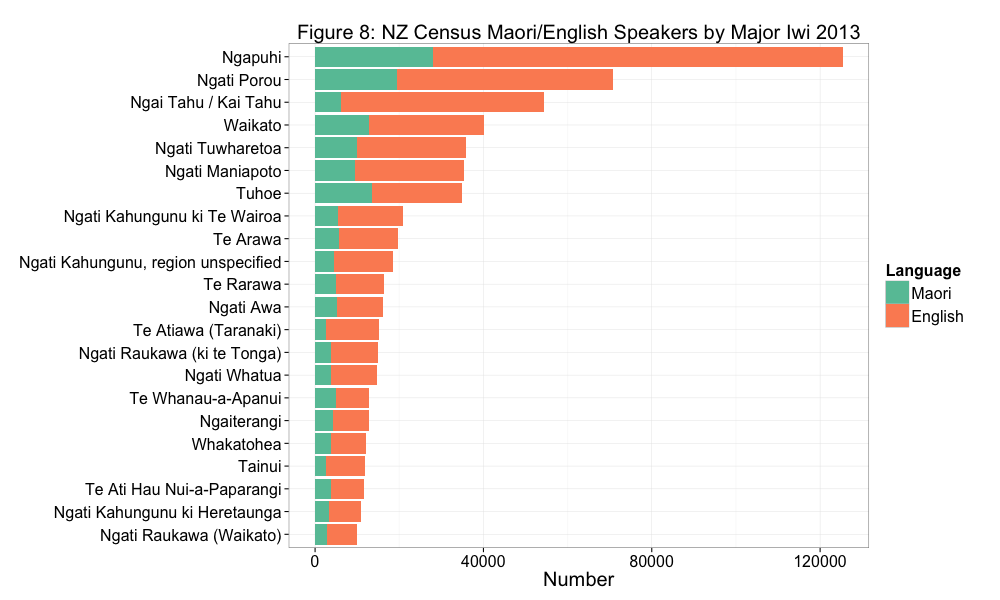 Figure 8: NZ Census Maori/English Speakers by Major Iwi 2013
Ngapuhi
Ngati Porou
Ngai Tahu / Kai Tahu
Waikato
Ngati Tuwharetoa
Ngati Maniapoto
Tuhoe
Ngati Kahungunu ki Te Wairoa
Te Arawa
Ngati Kahungunu, region unspecified
Te Rarawa
Ngati Awa
Te Atiawa (Taranaki)
Ngati Raukawa (ki te Tonga)
Ngati Whatua
Te Whanau-a-Apanui
Ngaiterangi
Whakatohea
Tainui
Te Ati Hau Nui-a-Paparangi
Ngati Kahungunu ki Heretaunga
Ngati Raukawa (Waikato)
0 40000 80000 120000
Number
Language
Maori
English